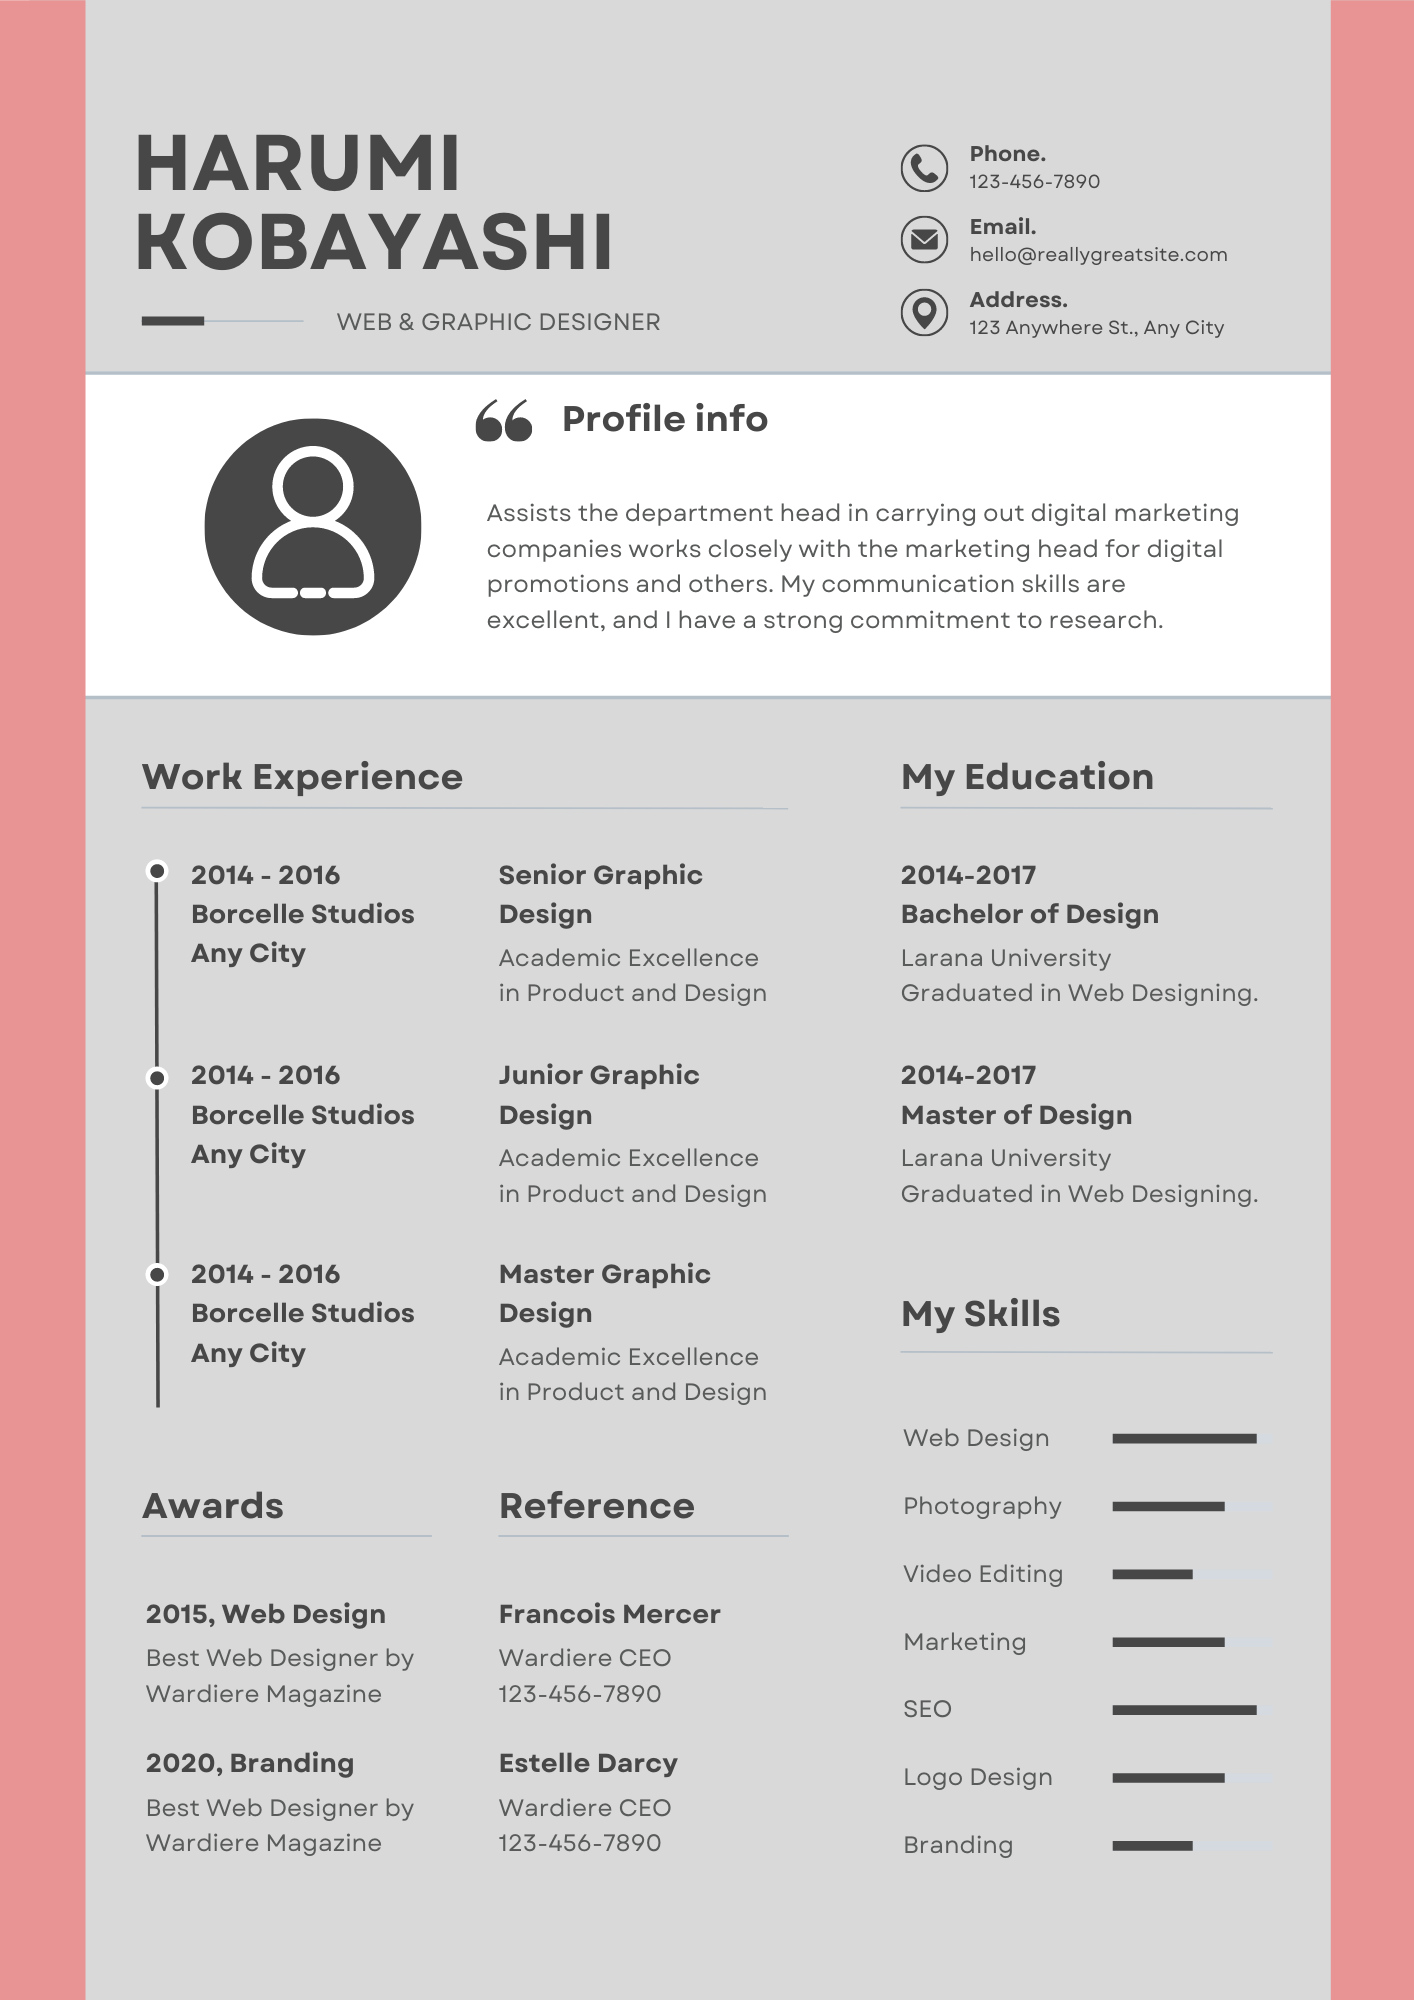 HARUMI
KOBAYASHI
WEB & GRAPHIC DESIGNER
Phone.
123-456-7890
Email.
hello@reallygreatsite.com
Address.
123 Anywhere St., Any City
Profile info
Assists the department head in carrying out digital marketing
companies works closely with the marketing head for digital
promotions and others. My communication skills are
excellent, and I have a strong commitment to research.
Work Experience
2014 - 2016
Borcelle Studios
Any City
Senior Graphic
Design
Academic Excellence
in Product and Design
2014 - 2016
Borcelle Studios
Any City
Junior Graphic
Design
Academic Excellence
in Product and Design
2014 - 2016
Borcelle Studios
Any City
Master Graphic
Design
Academic Excellence
in Product and Design
Awards
2015, Web Design
Best Web Designer by
Wardiere Magazine
2020, Branding
Best Web Designer by
Wardiere Magazine
Reference
Francois Mercer
Wardiere CEO
123-456-7890
Estelle Darcy
Wardiere CEO
123-456-7890
My Education
2014-2017
Bachelor of Design
Larana University
Graduated in Web Designing.
2014-2017
Master of Design
Larana University
Graduated in Web Designing.
My Skills
Web Design
Photography
Video Editing
Marketing
SEO
Logo Design
Branding